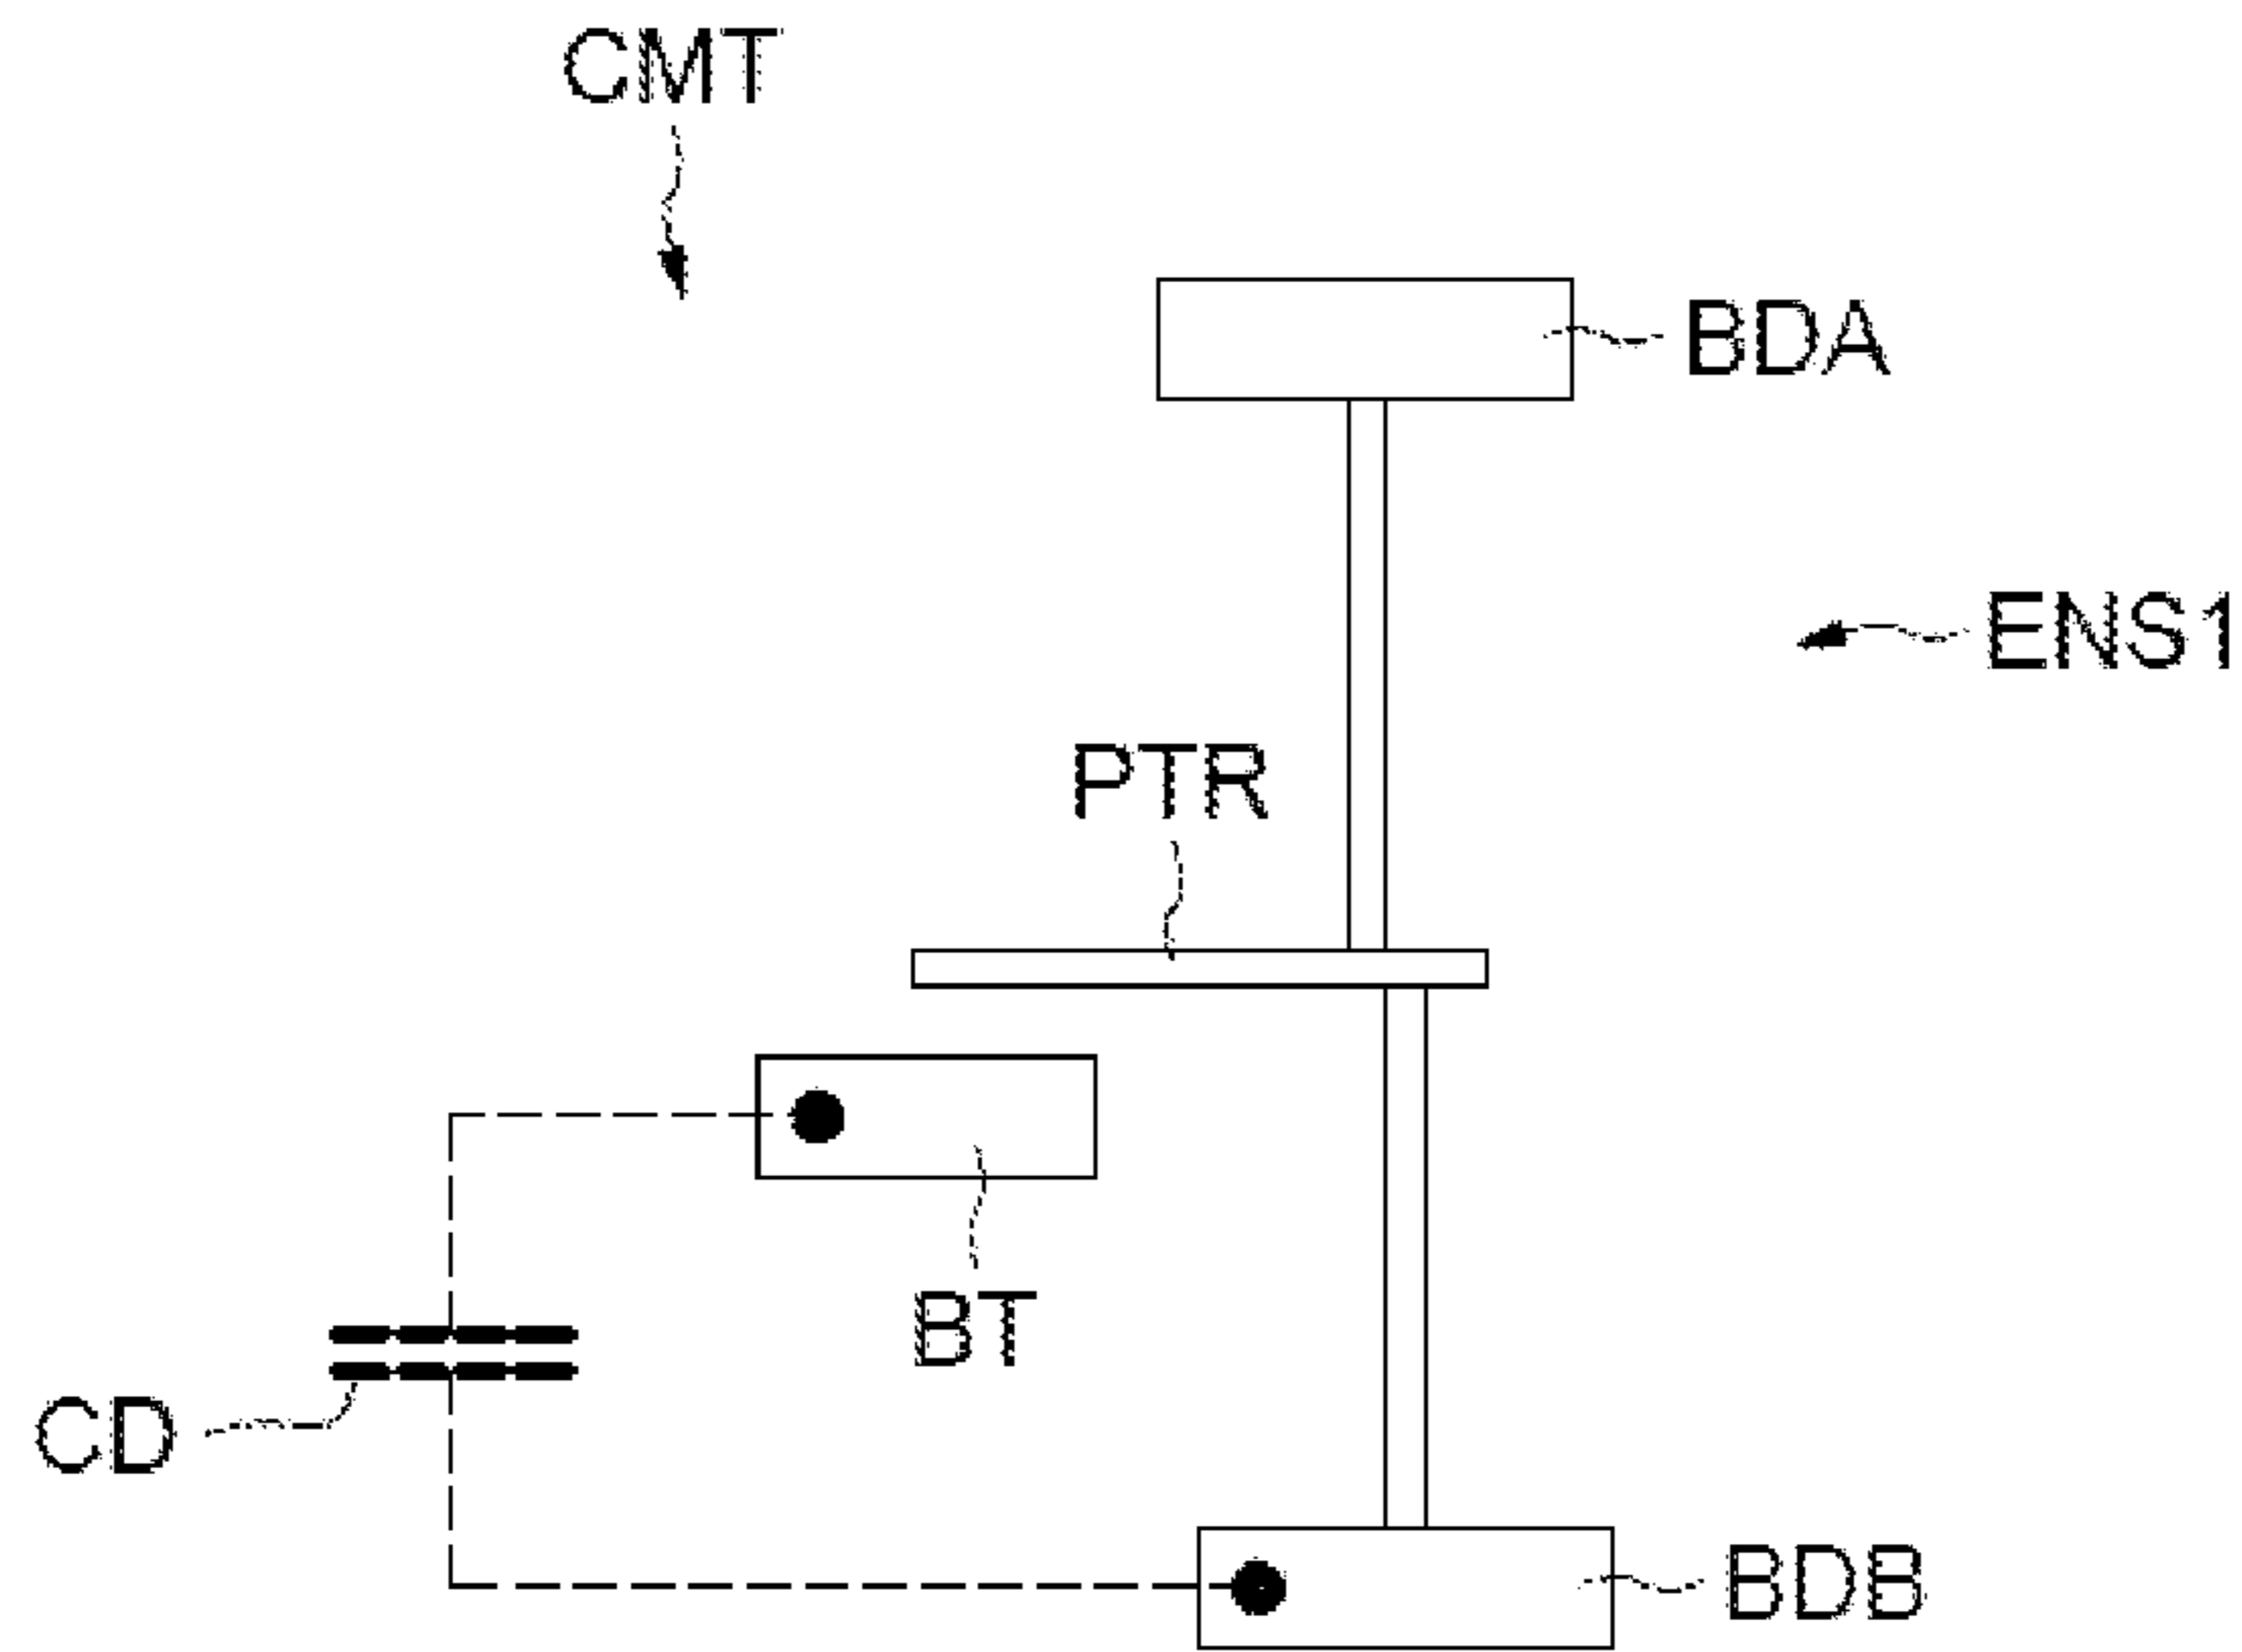 CMT
BDA
ENS1
PTR
BT
CD
BDB